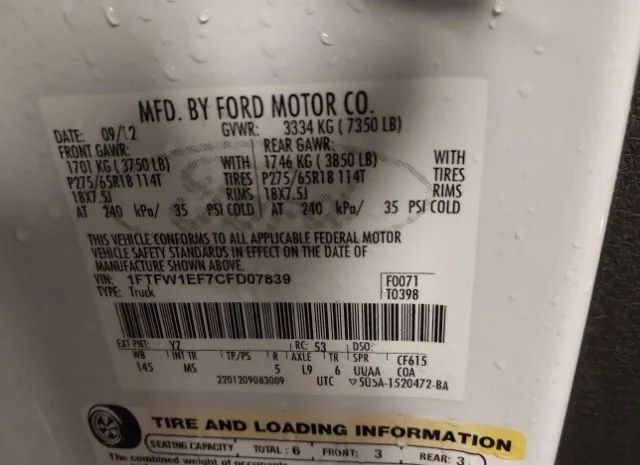 MFD. BY FORD MOTOR CO.
DATE: 09/12 GVWR: 3334 KG ( 7350 LB)
FRONT GAWR: REAR GAWR:
1701 KG ( 3750 LB) WITH 1746 KG ( 3850 LB) WITH
P275/65R18 114T TIRES P275/65R18 114T TIRES
18X7.5J RIMS 18X7.5J RIMS
AT 240 kPa/ 35 PSI COLD AT 240 kPa/ 35 PSI COLD
THIS VEHICLE CONFORMS TO ALL APPLICABLE FEDERAL MOTOR
VEHICLE SAFETY STANDARDS IN EFFECT ON THE DATE OF
MANUFACTURE SHOWN ABOVE.
VIN: 1FTFW1EF7CFD07839 F0071
TYPE: Truck T0398
EXT PNT: YZ RC: 53 DSO:
WB INT TR TP/PS R AXLE TR SPR CF615
145 MS 5 L9 6 UUAA COA
2201209083009 UTC 5U5A-1520472-BA
TIRE AND LOADING INFORMATION
SEATING CAPACITY TOTAL: 6 FRONT: 3 REAR: 3
The combined weight of occupants